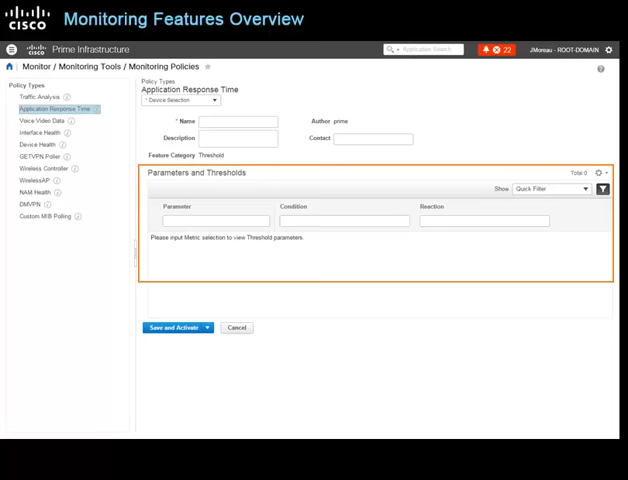 CISCO
Monitoring Features Overview
CISCO
Prime Infrastructure
Application Search
22
JMoreau - ROOT-DOMAIN
Monitor / Monitoring Tools / Monitoring Policies
Policy Types
Traffic Analysis
Application Response Time
Voice Video Data
Interface Health
Device Health
GETVPN Poller
Wireless Controller
WirelessAP
NAM Health
DMVPN
Custom MIB Polling
Policy Types
Application Response Time
* Device Selection
* Name
Author prime
Description
Contact
Feature Category Threshold
Parameters and Thresholds
Total 0
Show Quick Filter
Parameter Condition Reaction
Please input Metric selection to view Threshold parameters.
Save and Activate
Cancel